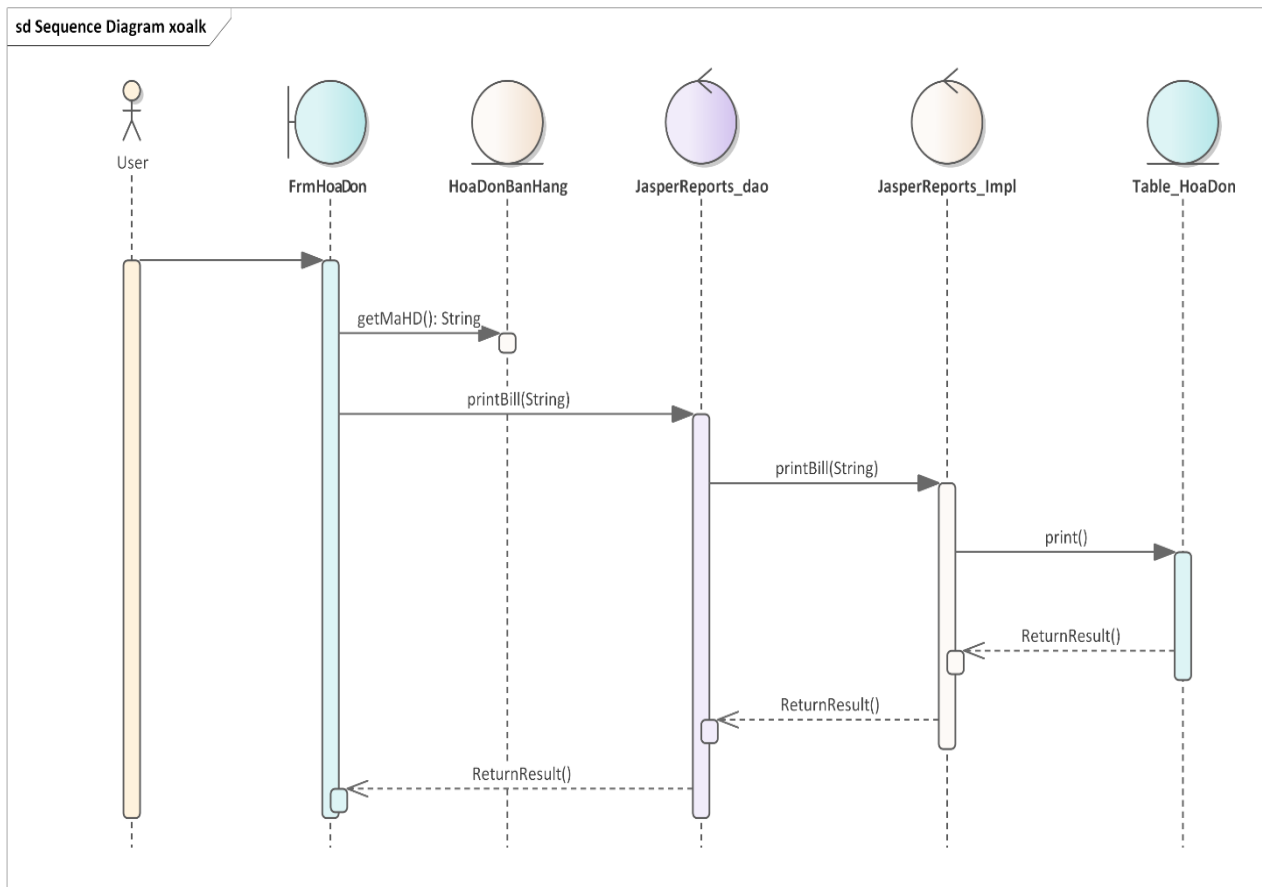 sd Sequence Diagram xoalk
User
FrmHoaDon
HoaDonBanHang
JasperReports_dao
JasperReports_Impl
Table_HoaDon
getMaHD(): String
printBill(String)
printBill(String)
print()
ReturnResult()
ReturnResult()
ReturnResult()